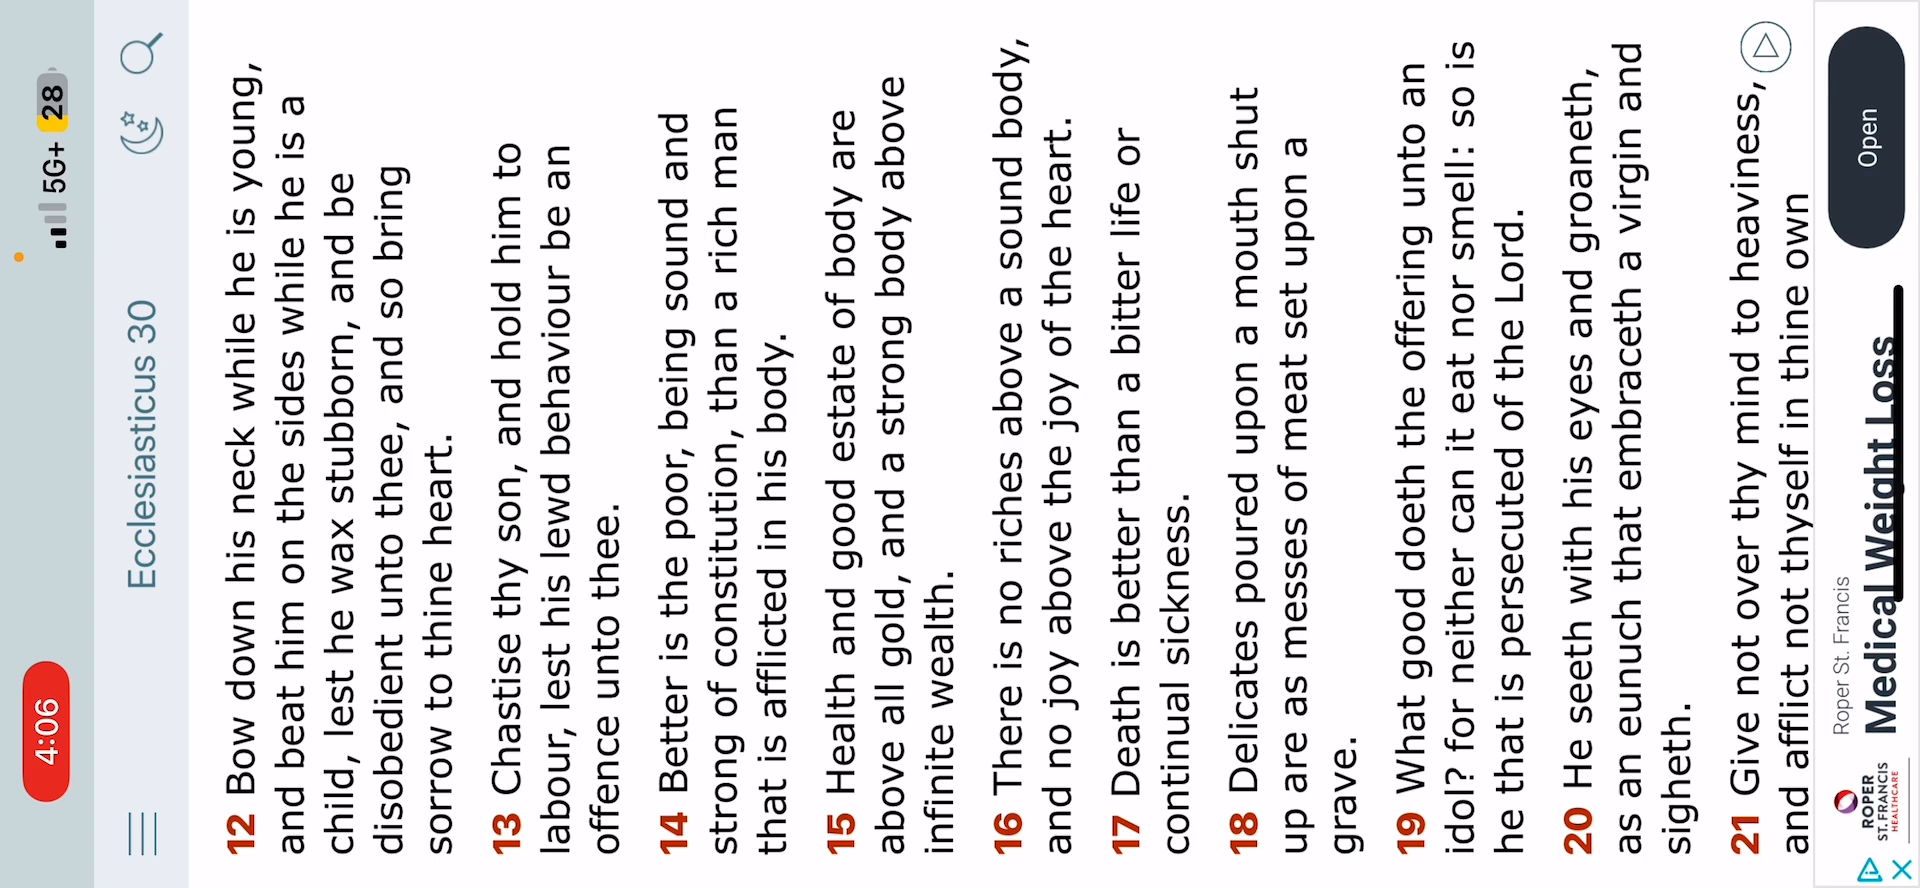 4:06
5G+ 28
Ecclesiasticus 30
12 Bow down his neck while he is young,
and beat him on the sides while he is a
child, lest he wax stubborn, and be
disobedient unto thee, and so bring
sorrow to thine heart.
13 Chastise thy son, and hold him to
labour, lest his lewd behaviour be an
offence unto thee.
14 Better is the poor, being sound and
strong of constitution, than a rich man
that is afflicted in his body.
15 Health and good estate of body are
above all gold, and a strong body above
infinite wealth.
16 There is no riches above a sound body,
and no joy above the joy of the heart.
17 Death is better than a bitter life or
continual sickness.
18 Delicates poured upon a mouth shut
up are as messes of meat set upon a
grave.
19 What good doeth the offering unto an
idol? for neither can it eat nor smell: so is
he that is persecuted of the Lord.
20 He seeth with his eyes and groaneth,
as an eunuch that embraceth a virgin and
sigheth.
21 Give not over thy mind to heaviness,
and afflict not thyself in thine own
ROPER
ST. FRANCIS
HEALTHCARE
Roper St. Francis
Medical Weight Loss
Open